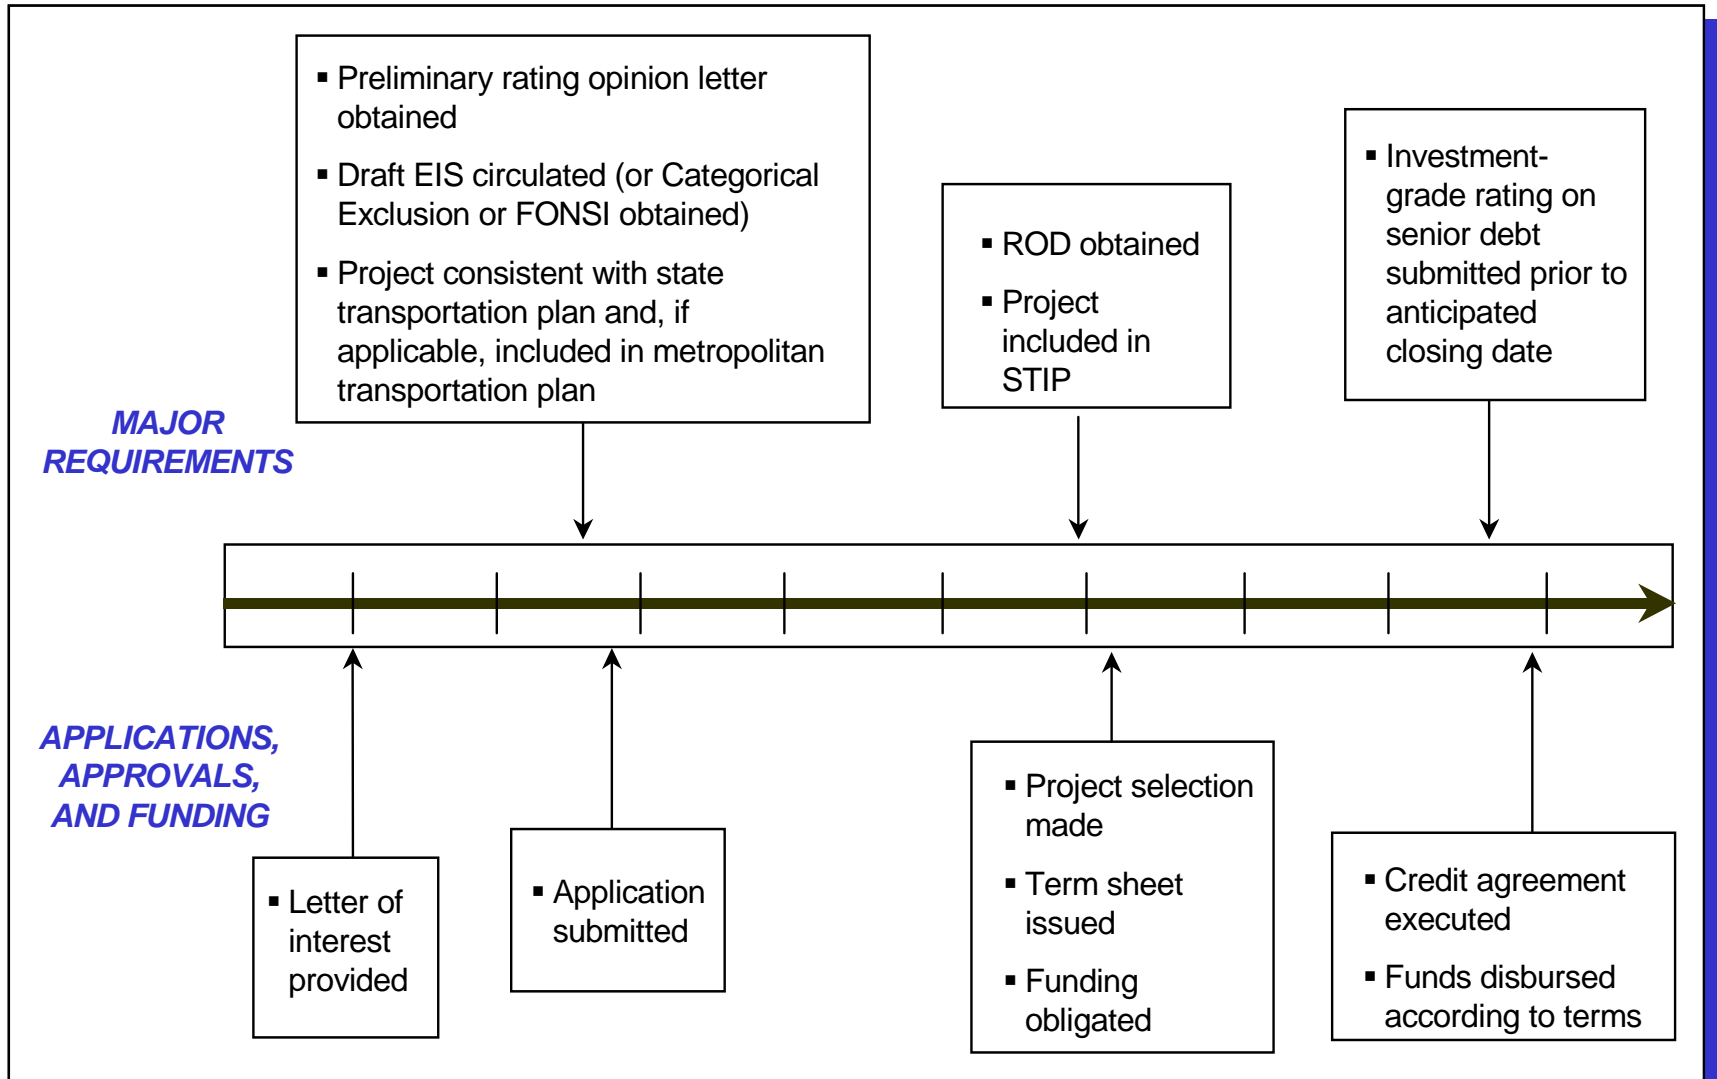 ▪ Preliminary rating opinion letter
obtained
▪ Draft EIS circulated (or Categorical
Exclusion or FONSI obtained)
▪ Project consistent with state
transportation plan and, if
applicable, included in metropolitan
transportation plan
▪ ROD obtained
▪ Project
included in
STIP
▪ Investment-
grade rating on
senior debt
submitted prior to
anticipated
closing date
MAJOR
REQUIREMENTS
APPLICATIONS,
APPROVALS,
AND FUNDING
▪ Letter of
interest
provided
▪ Application
submitted
▪ Project selection
made
▪ Term sheet
issued
▪ Funding
obligated
▪ Credit agreement
executed
▪ Funds disbursed
according to terms